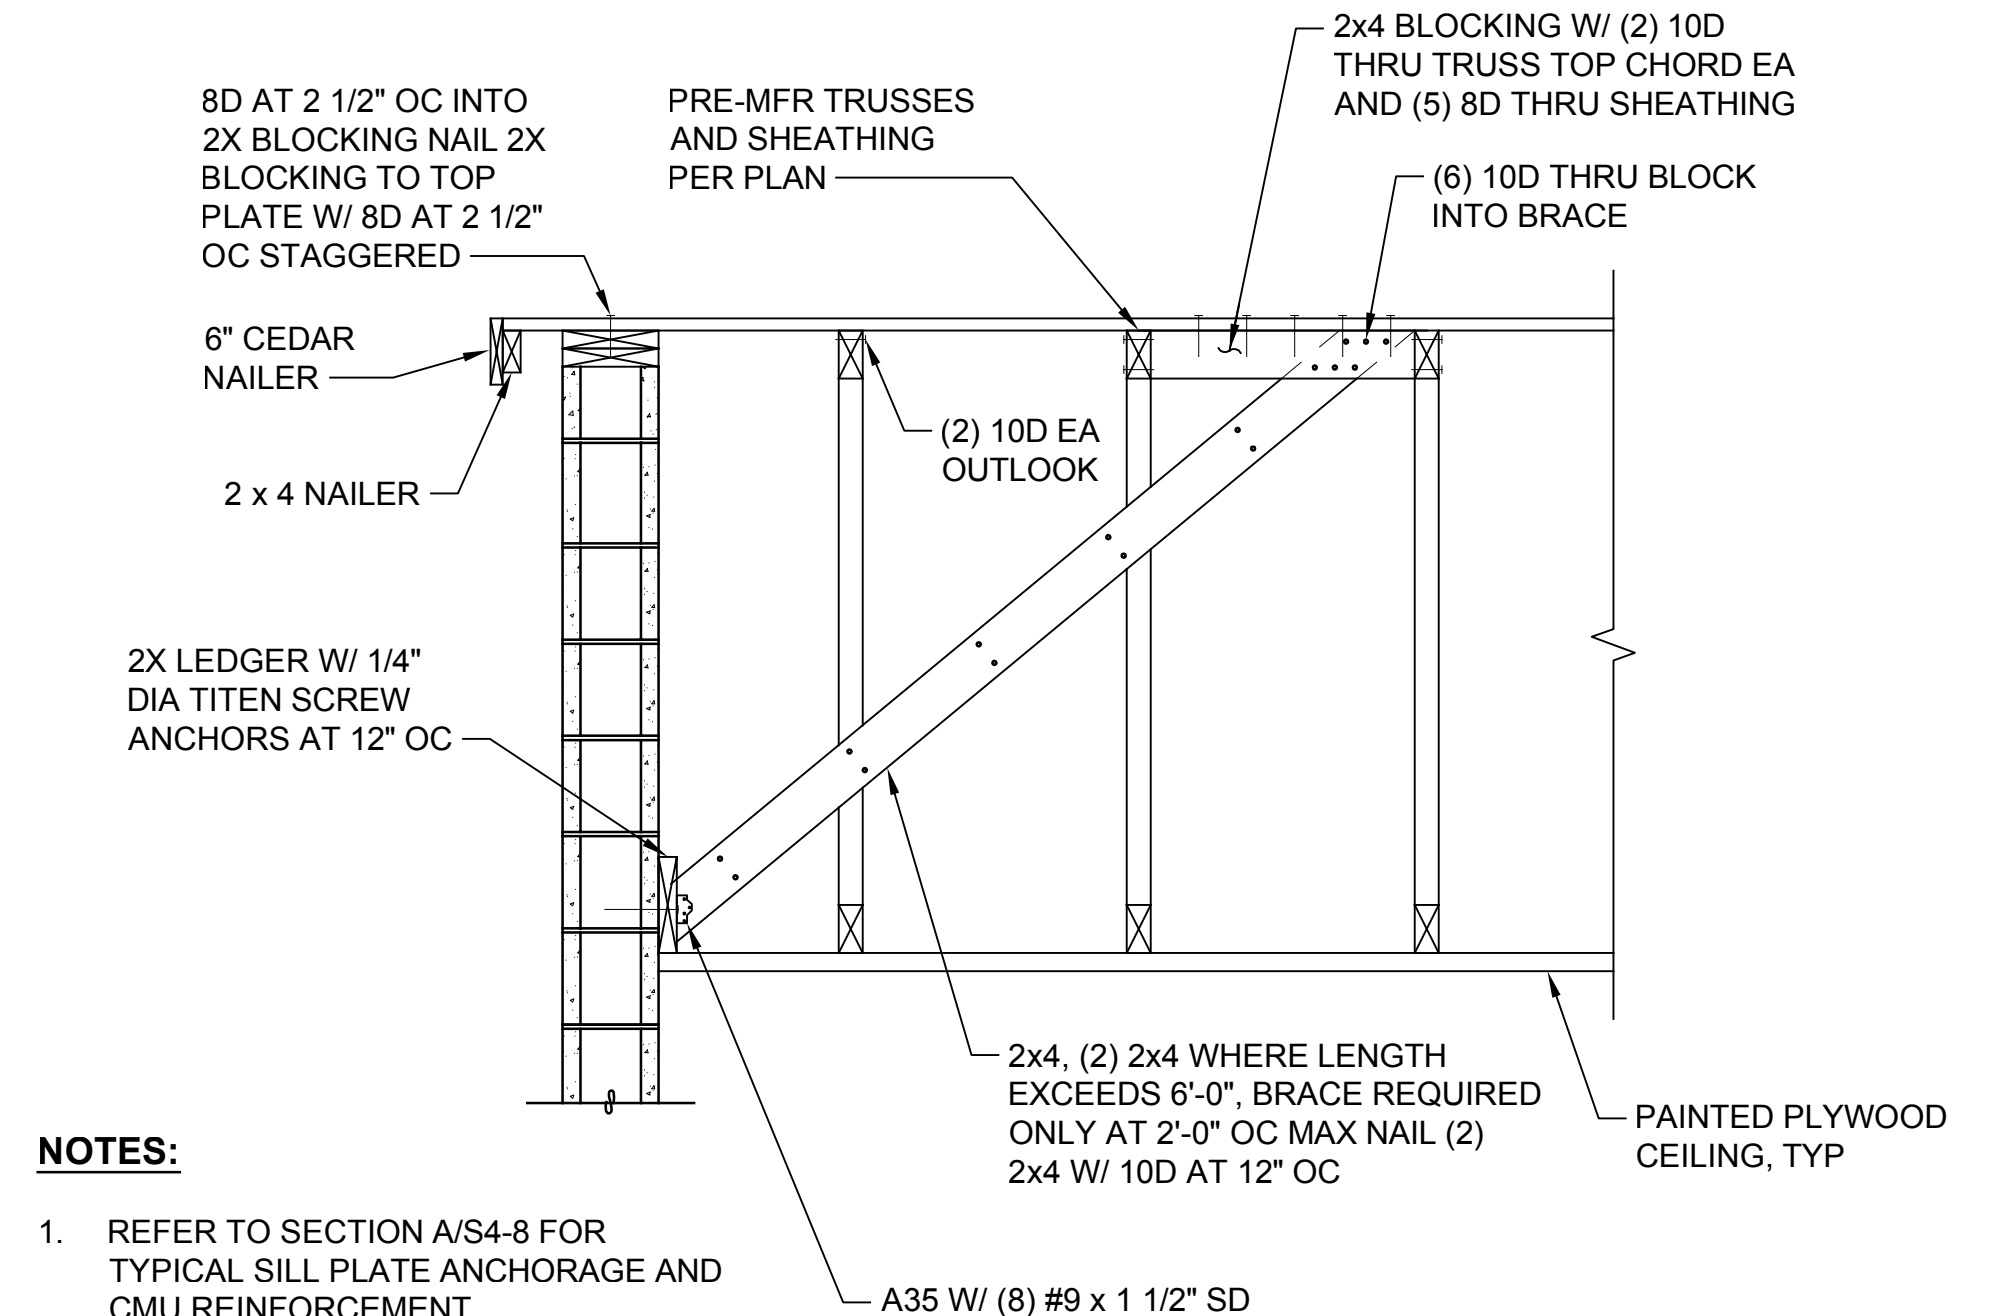 2x4 BLOCKING W/ (2) 10D
THRU TRUSS TOP CHORD EA
AND (5) 8D THRU SHEATHING
8D AT 2 1/2" OC INTO
2X BLOCKING NAIL 2X
BLOCKING TO TOP
PLATE W/ 8D AT 2 1/2"
OC STAGGERED
PRE-MFR TRUSSES
AND SHEATHING
PER PLAN
(6) 10D THRU BLOCK
INTO BRACE
6" CEDAR
NAILER
(2) 10D EA
OUTLOOK
2 x 4 NAILER
2X LEDGER W/ 1/4"
DIA TITEN SCREW
ANCHORS AT 12" OC
2x4, (2) 2x4 WHERE LENGTH
EXCEEDS 6'-0", BRACE REQUIRED
ONLY AT 2'-0" OC MAX NAIL (2)
2x4 W/ 10D AT 12" OC
PAINTED PLYWOOD
CEILING, TYP
NOTES:
1. REFER TO SECTION A/S4-8 FOR
TYPICAL SILL PLATE ANCHORAGE AND
CMU REINFORCEMENT
A35 W/ (8) #9 x 1 1/2" SD